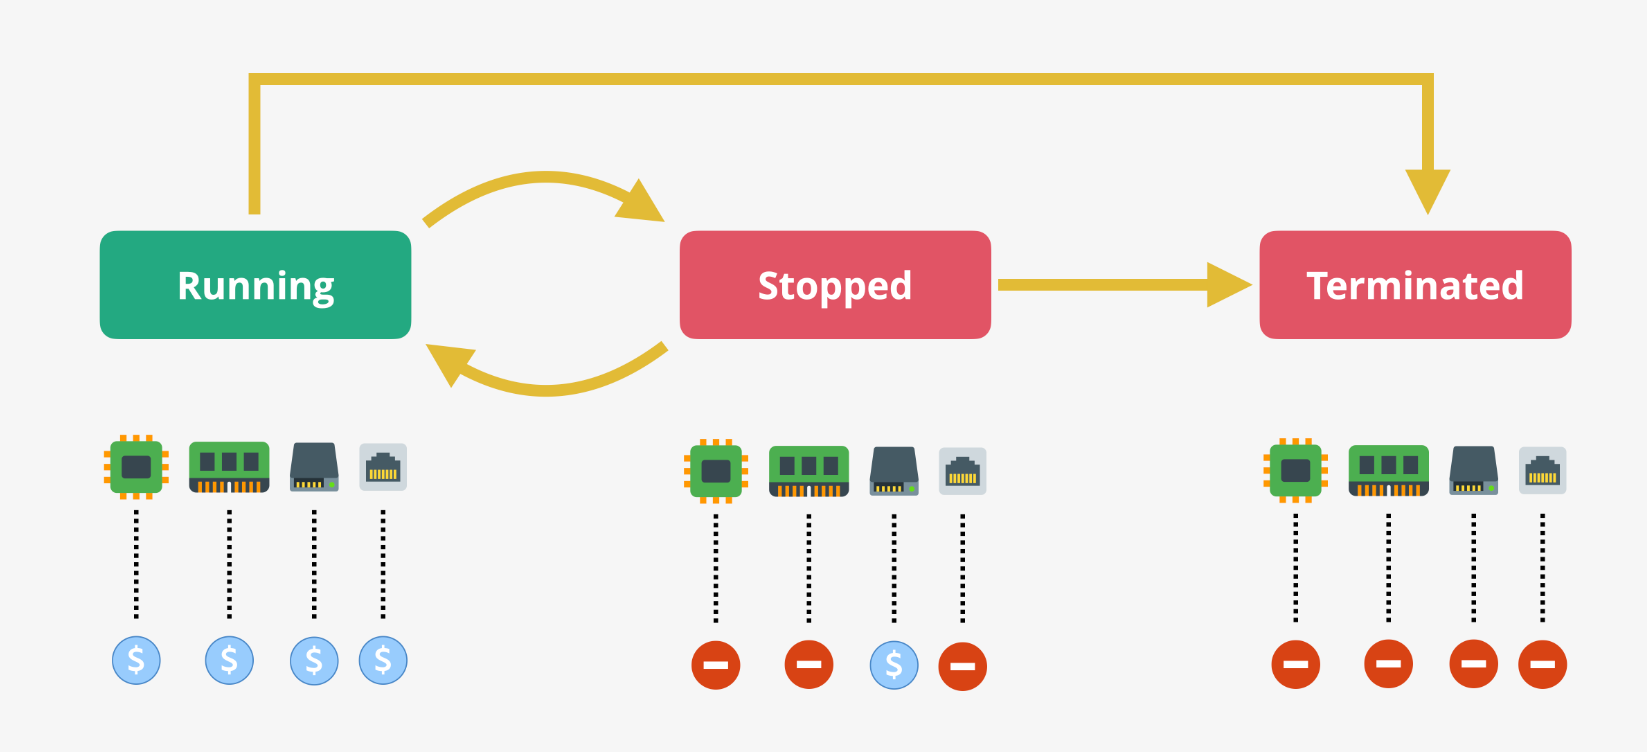 Running
Stopped
Terminated
$
$
$
$
$